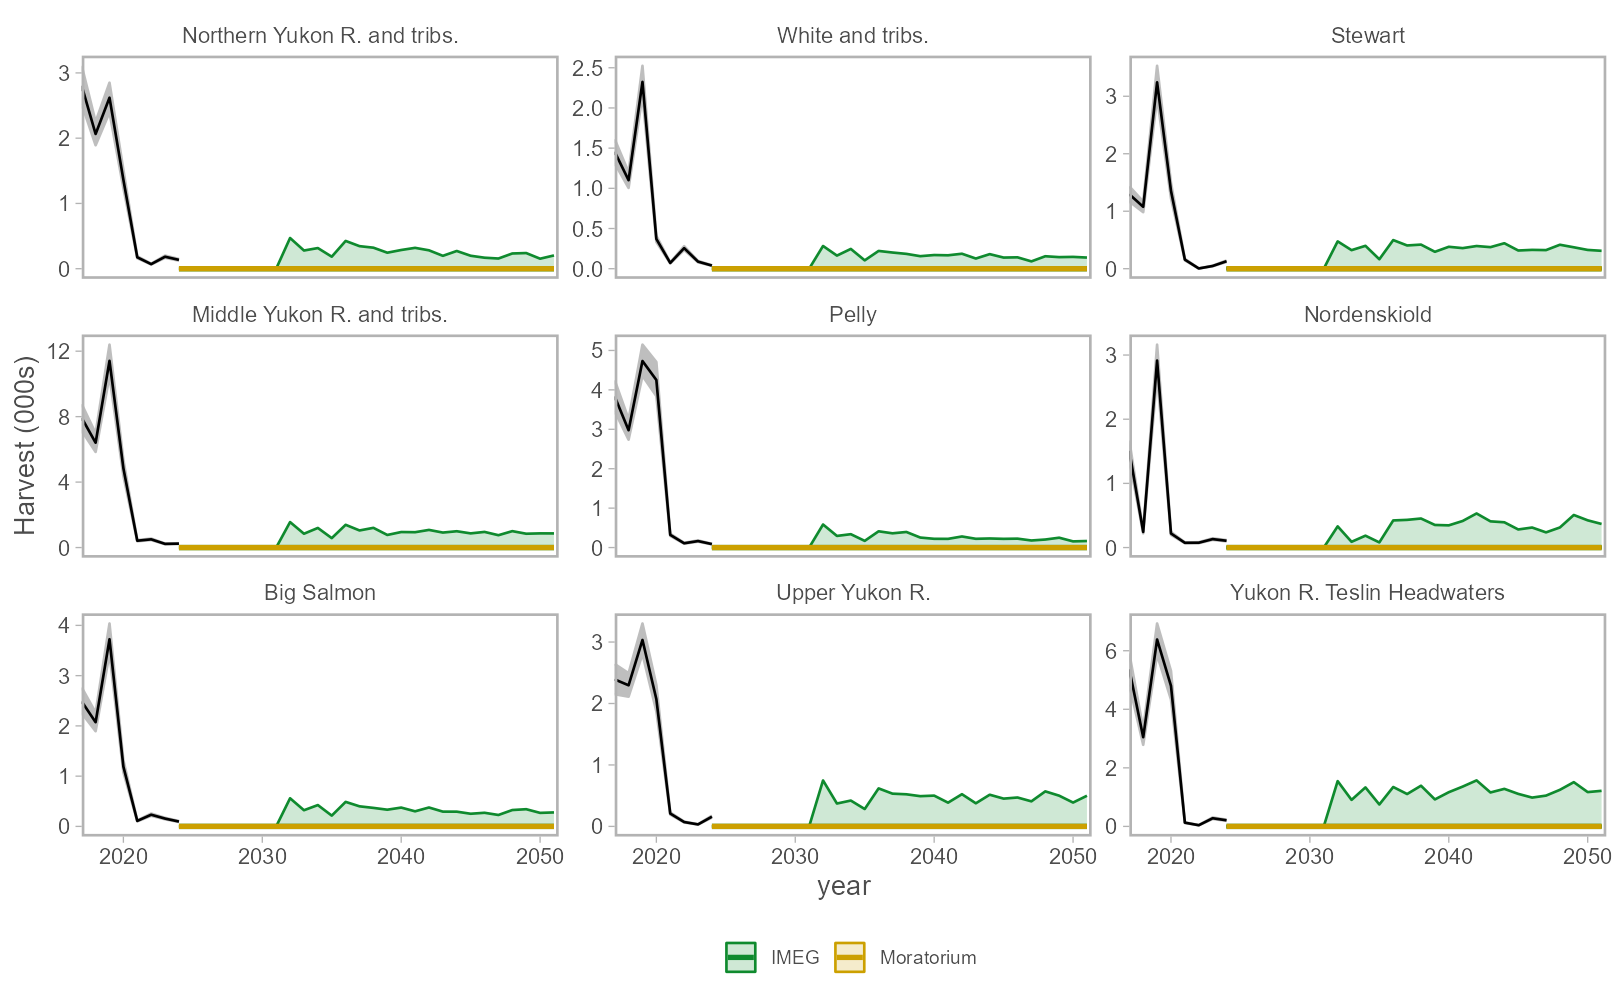 Northern Yukon R. and tribs.
White and tribs.
Stewart
3
2
1
0
2.5
2.0
1.5
1.0
0.5
0.0
3
2
1
0
Middle Yukon R. and tribs.
Pelly
Nordenskiold
Harvest (000s)
12
8
4
0
5
4
3
2
1
0
3
2
1
0
Big Salmon
Upper Yukon R.
Yukon R. Teslin Headwaters
4
3
2
1
0
3
2
1
0
6
4
2
0
2020 2030 2040 2050
2020 2030 2040 2050
2020 2030 2040 2050
year
IMEG Moratorium